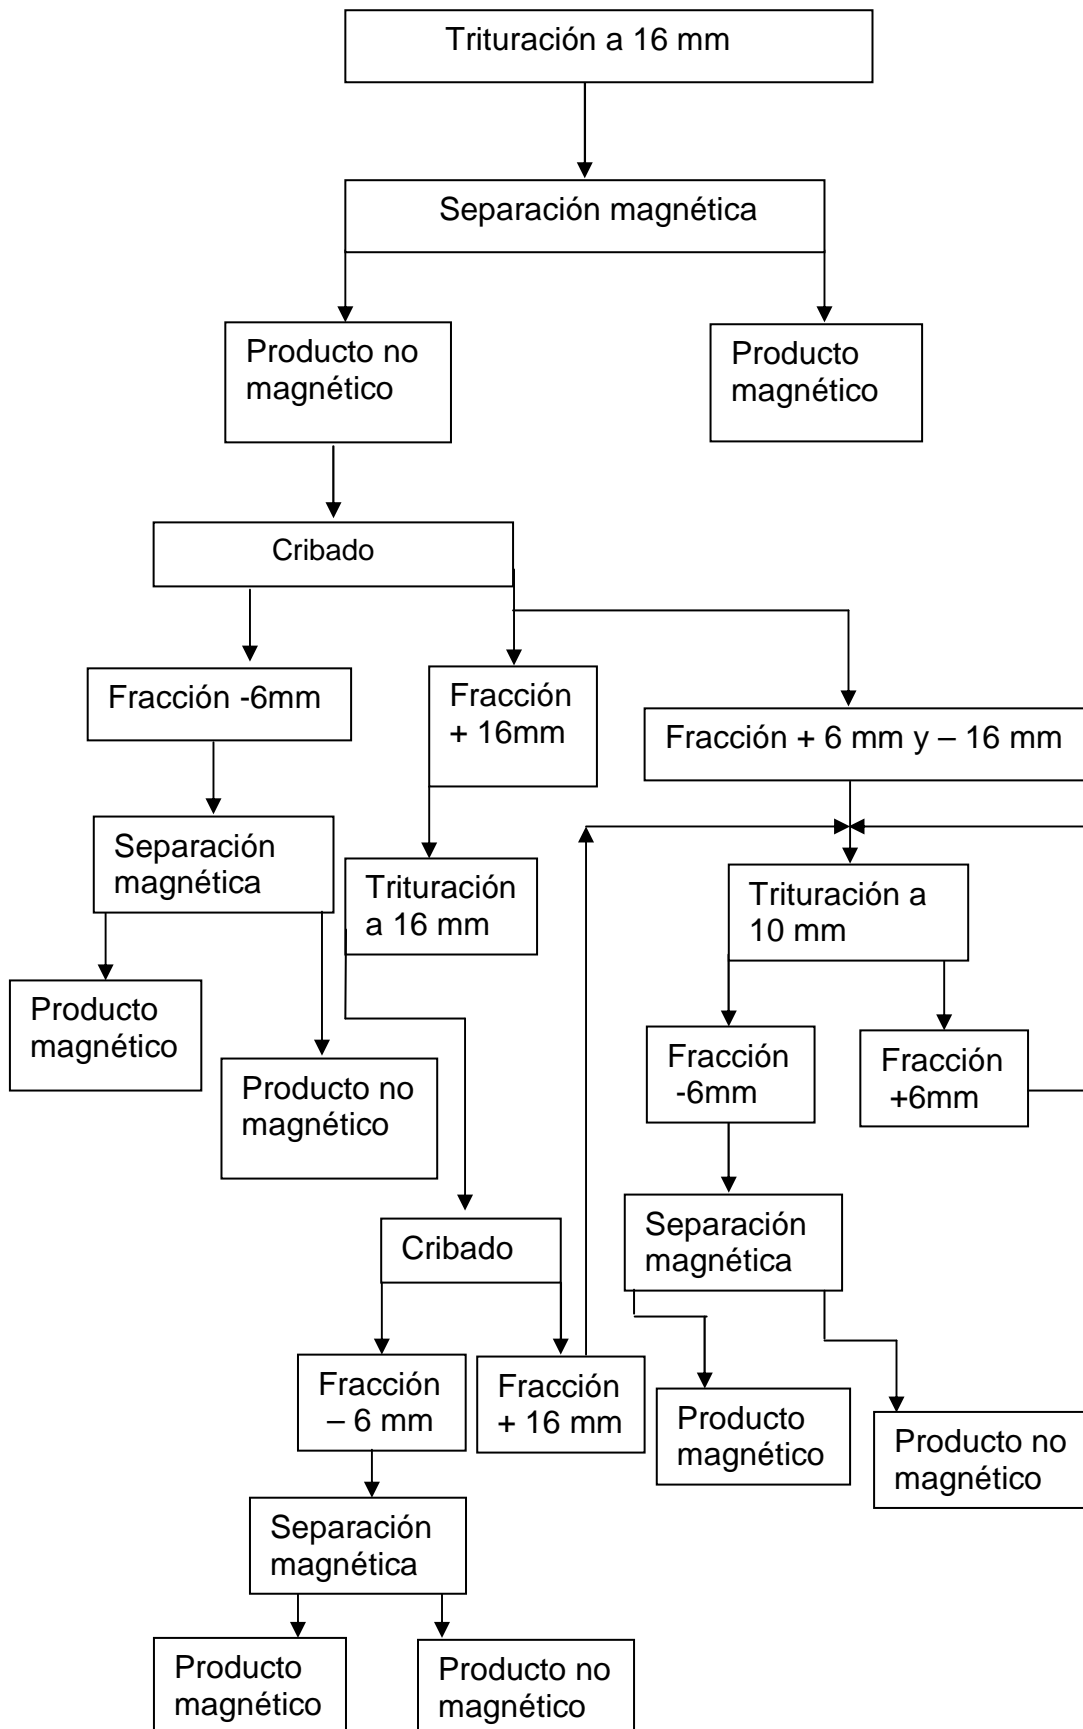 Trituración a 16 mm
Separación magnética
Producto no
magnético
Producto
magnético
Cribado
Fracción -6mm
Fracción
+ 16mm
Fracción + 6 mm y – 16 mm
Separación
magnética
Trituración
a 16 mm
Trituración a
10 mm
Producto
magnético
Producto no
magnético
Fracción
-6mm
Fracción
+6mm
Cribado
Separación
magnética
Fracción
– 6 mm
Fracción
+ 16 mm
Producto
magnético
Producto no
magnético
Separación
magnética
Producto
magnético
Producto no
magnético